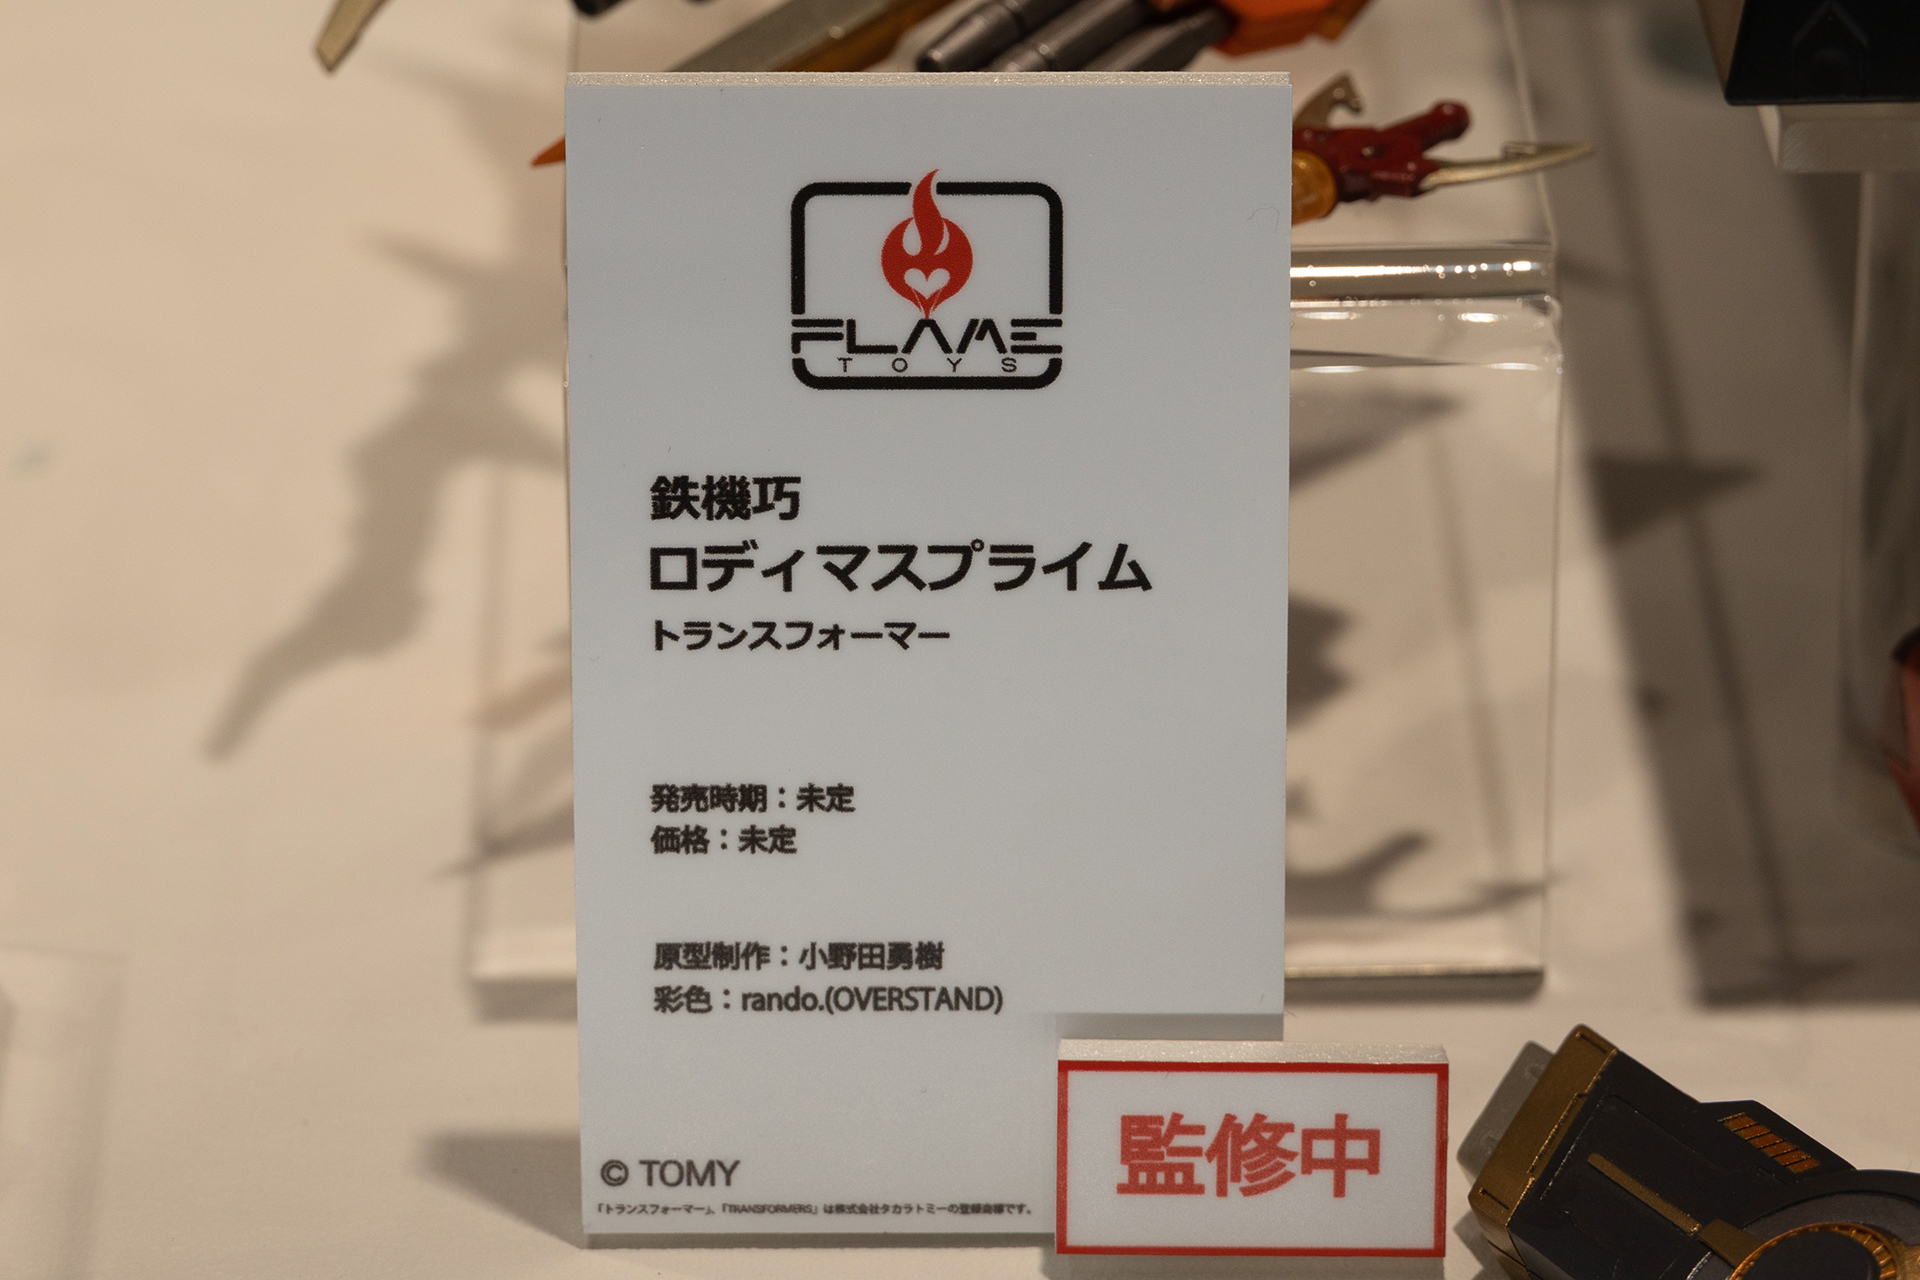 FLAME
TOYS
鉄機巧
ロディマスプライム
トランスフォーマー
発売時期：未定
価格：未定
原型制作：小野田勇樹
彩色：rando.(OVERSTAND)
監修中
© TOMY
「トランスフォーマー」、「TRANSFORMERS」は株式会社タカラトミーの登録商標です。